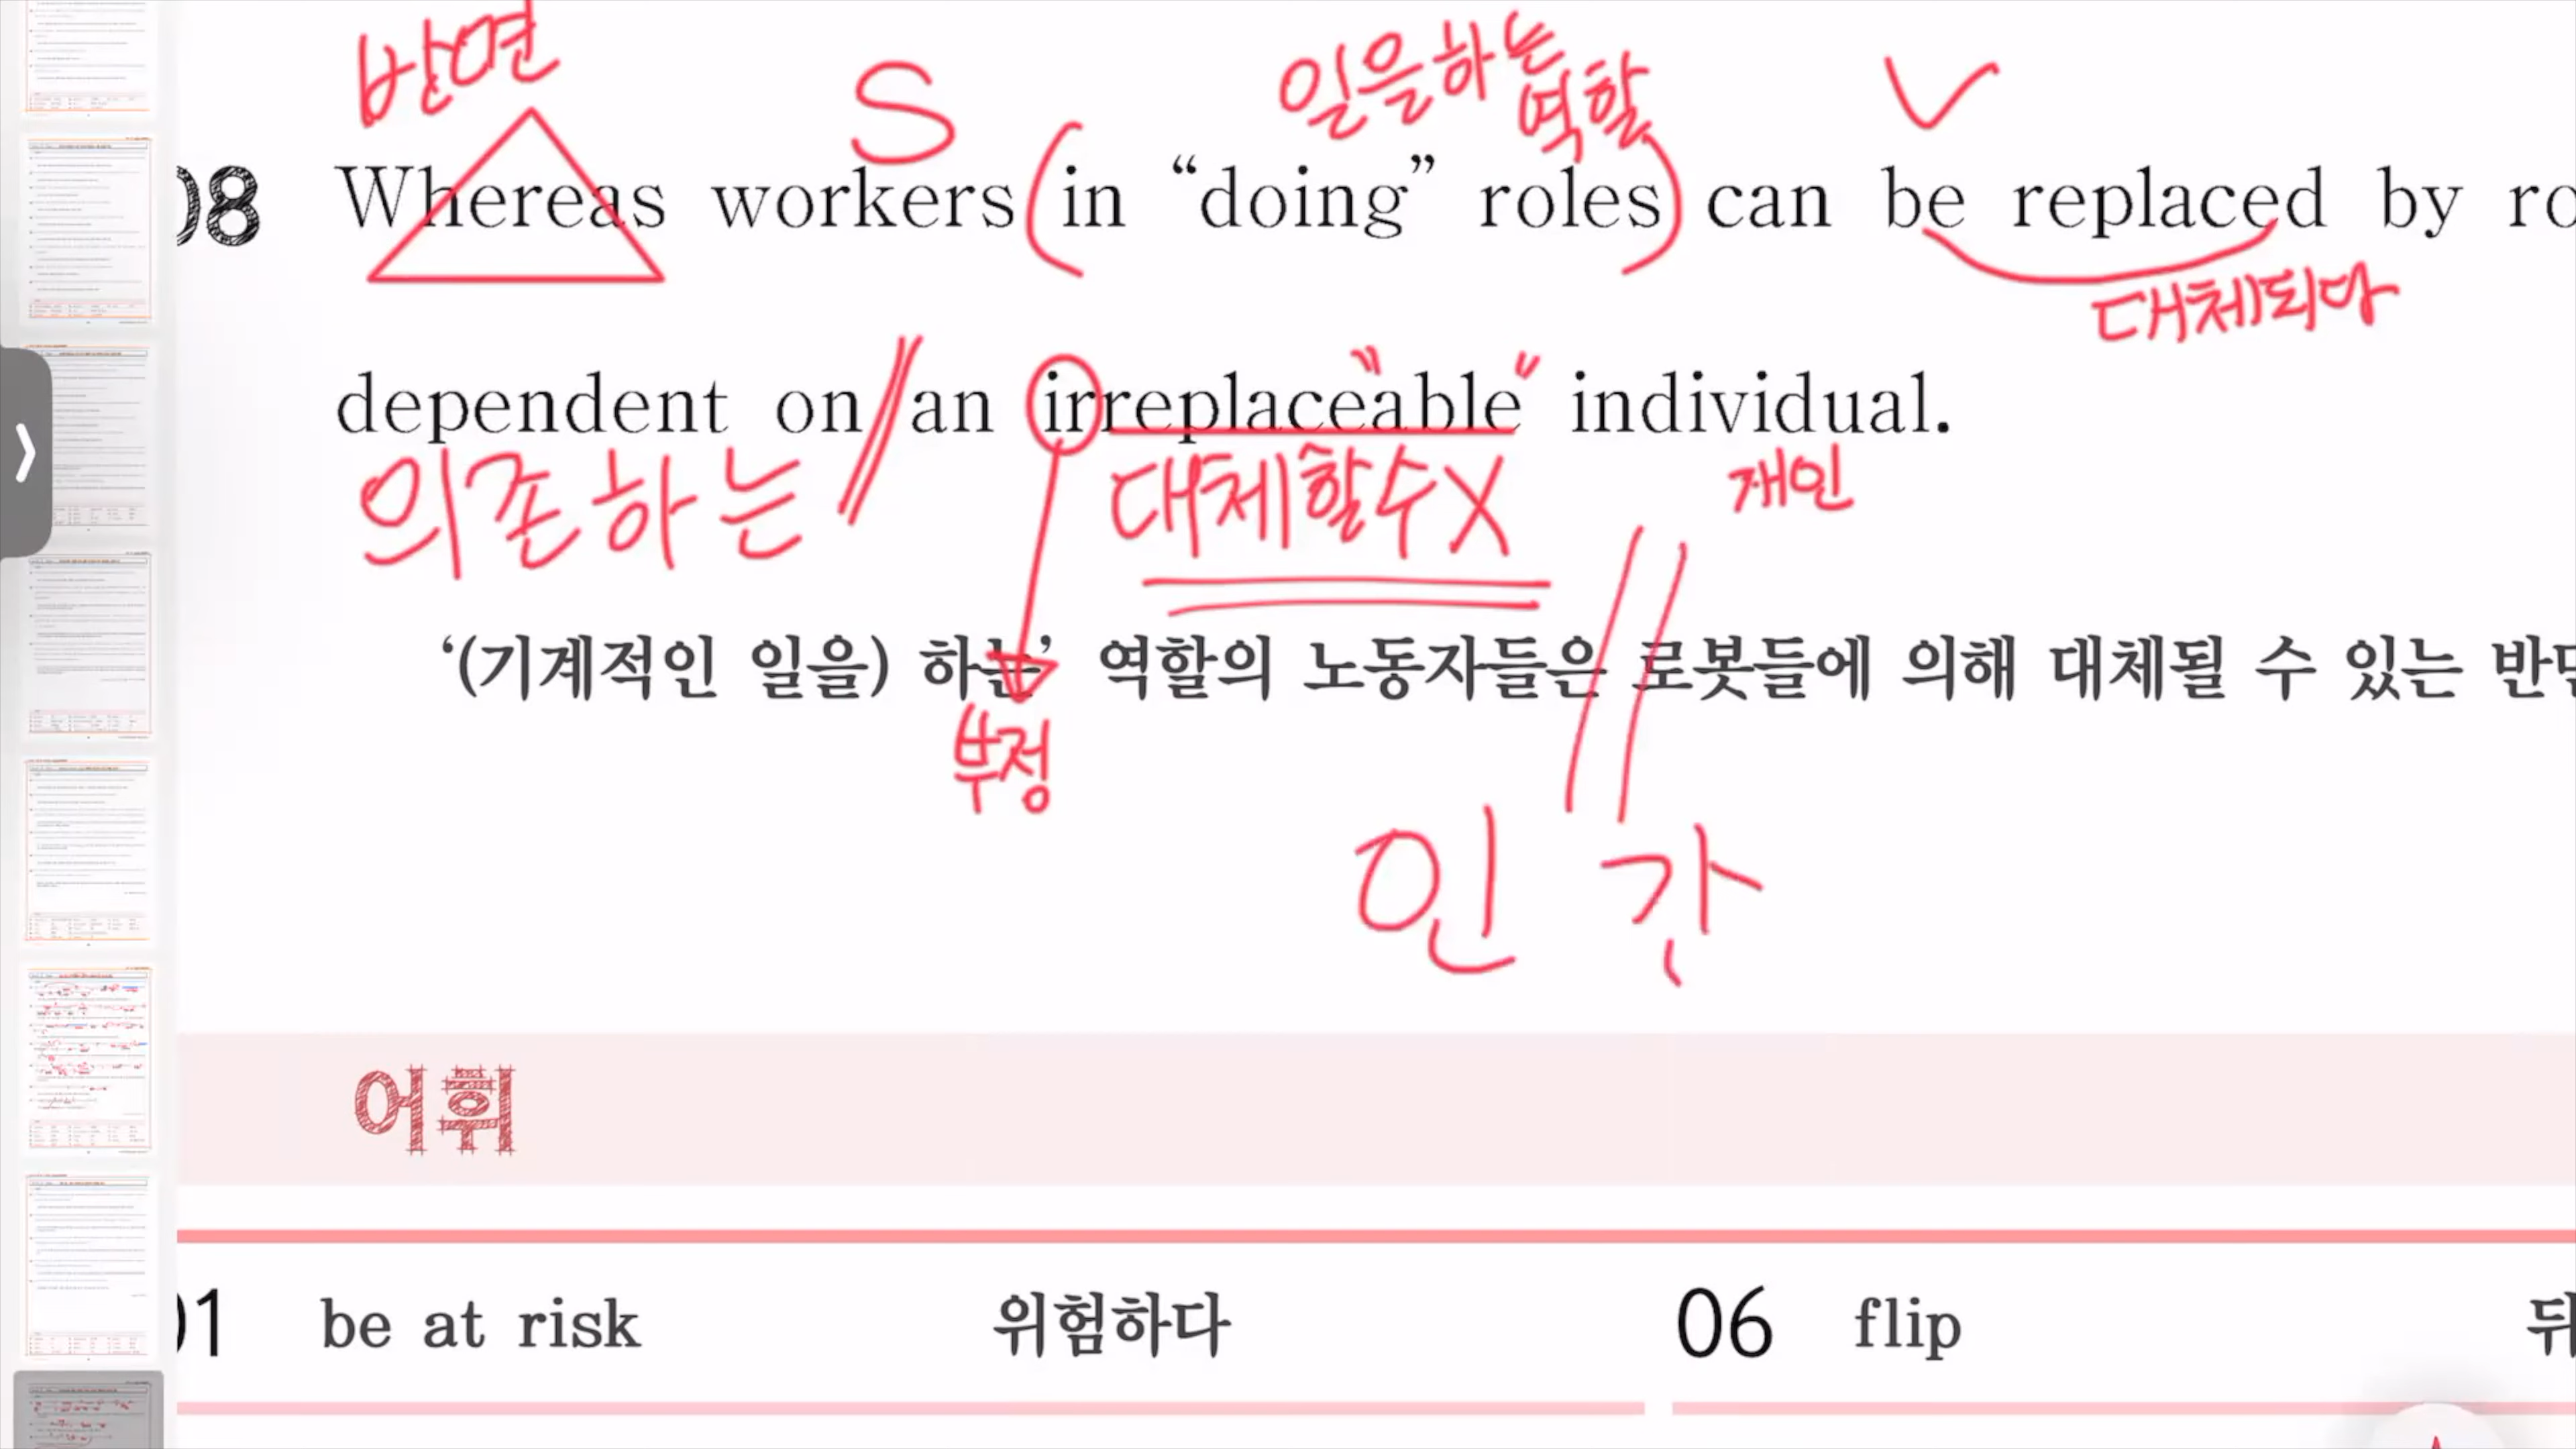 반면
S
일을하는
역할
08 Whereas workers in “doing” roles can be replaced by ro
대체되다
dependent on an irreplaceable individual.
의존하는
대체할수X
개인
‘(기계적인 일을) 하는’ 역할의 노동자들은 로봇들에 의해 대체될 수 있는 반면
부정
인간
어휘
01 be at risk 위험하다 06 flip 뒤